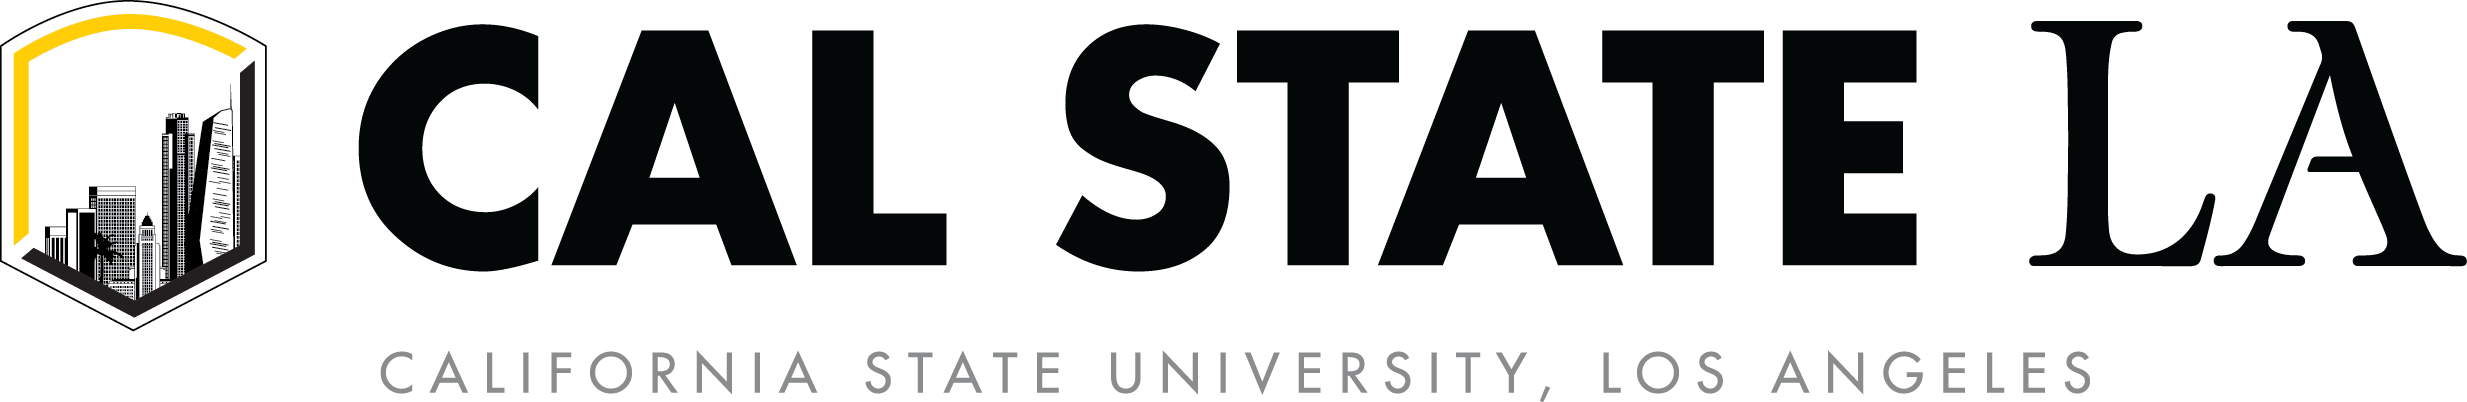 CAL STATE LA
CALIFORNIA STATE UNIVERSITY, LOS ANGELES